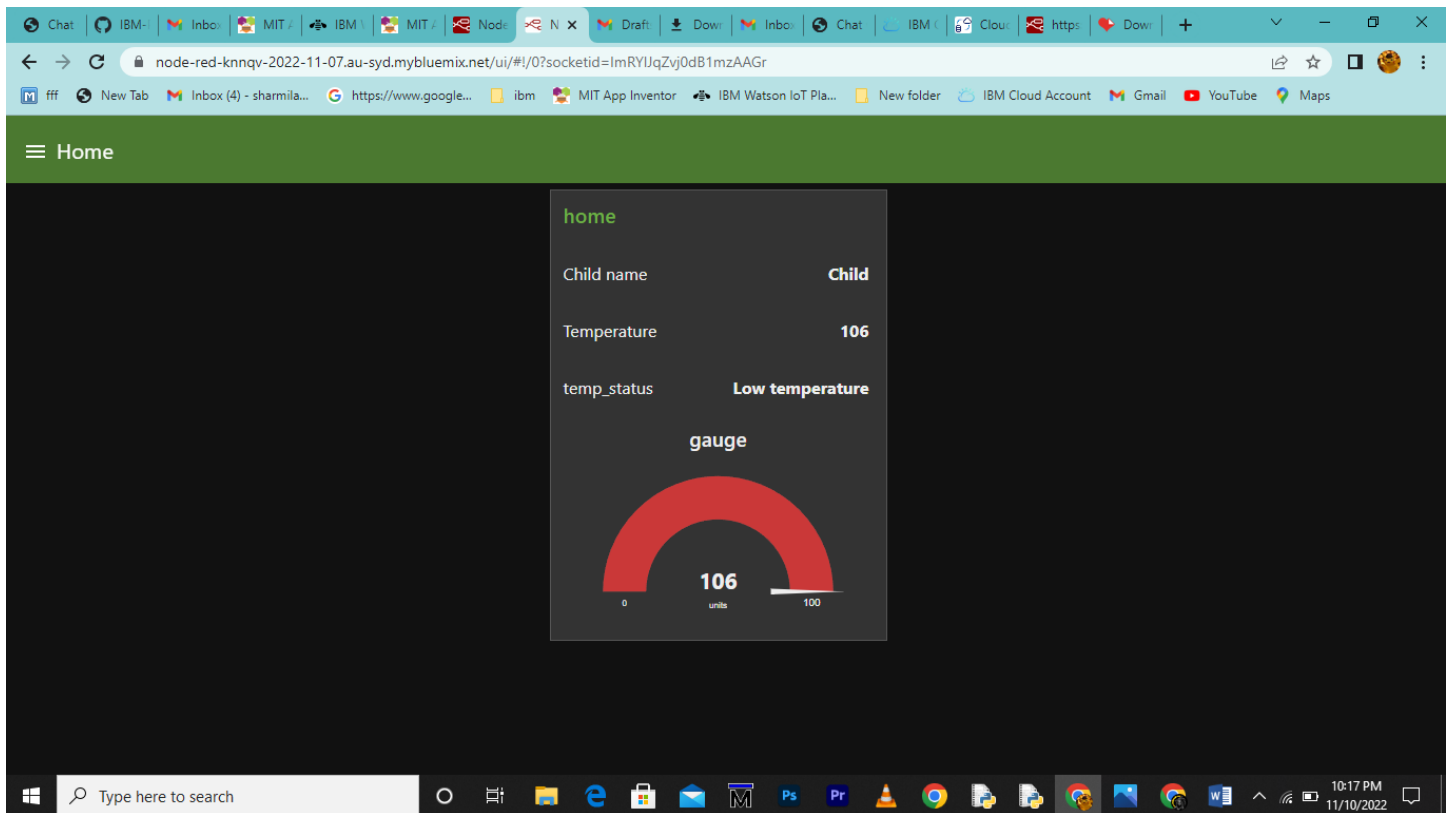 Chat IBM- Inbox MIT A IBM MIT A Node N Draft Down Inbox Chat IBM C Clouc https Down
node-red-knnqv-2022-11-07.au-syd.mybluemix.net/ui/#!/0?socketid=ImRYIJqZvj0dB1mzAAGr
fff New Tab Inbox (4) - sharmila... https://www.google... ibm MIT App Inventor IBM Watson IoT Pla... New folder IBM Cloud Account Gmail YouTube Maps
Home
home
Child name Child
Temperature 106
temp_status Low temperature
gauge
106
0 units 100
Type here to search
10:17 PM
11/10/2022